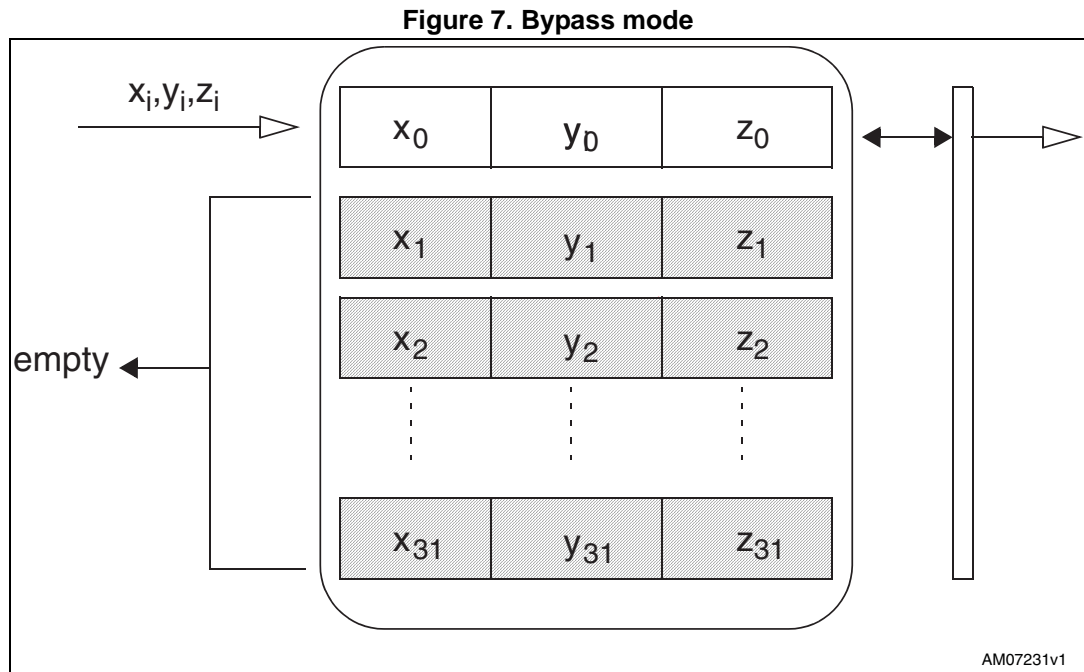 Figure 7. Bypass mode
xi,yi,zi
x0 y0 z0
x1 y1 z1
x2 y2 z2
empty
x31 y31 z31
AM07231v1